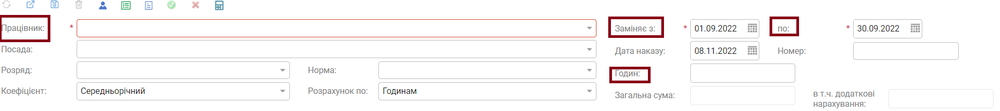 Працівник: * Заміняє з: * 01.09.2022 по: * 30.09.2022
Посада: Дата наказу: 08.11.2022 Номер:
Розряд: Норма: Годин:
Коефіцієнт: Середньорічний Розрахунок по: Годинам Загальна сума: в т.ч. додаткові
нарахування: